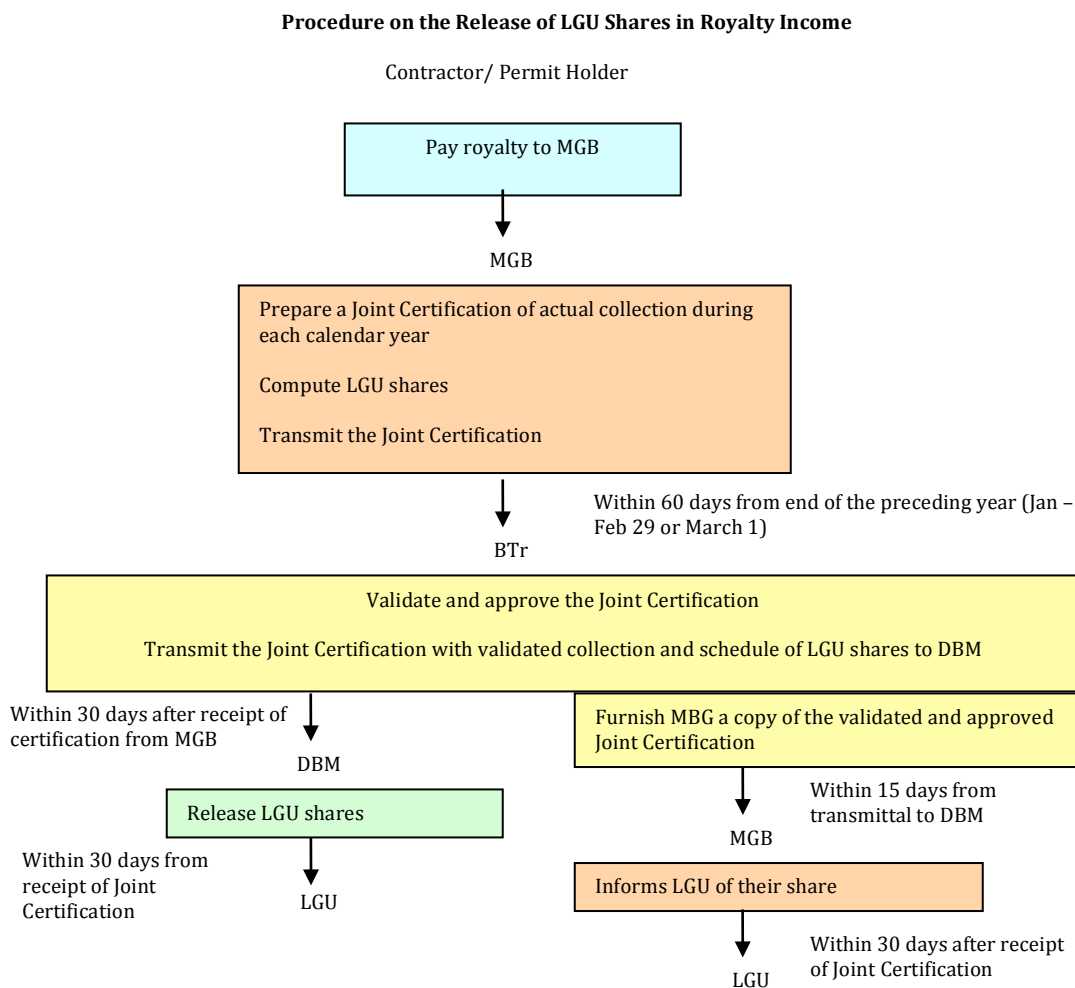 Procedure on the Release of LGU Shares in Royalty Income
Contractor/ Permit Holder
Pay royalty to MGB
MGB
Prepare a Joint Certification of actual collection during
each calendar year
Compute LGU shares
Transmit the Joint Certification
Within 60 days from end of the preceding year (Jan –
Feb 29 or March 1)
BTr
Validate and approve the Joint Certification
Transmit the Joint Certification with validated collection and schedule of LGU shares to DBM
Within 30 days after receipt of
certification from MGB
DBM
Furnish MBG a copy of the validated and approved
Joint Certification
Within 15 days from
transmittal to DBM
MGB
Release LGU shares
Within 30 days from
receipt of Joint
Certification
LGU
Informs LGU of their share
Within 30 days after receipt
of Joint Certification
LGU